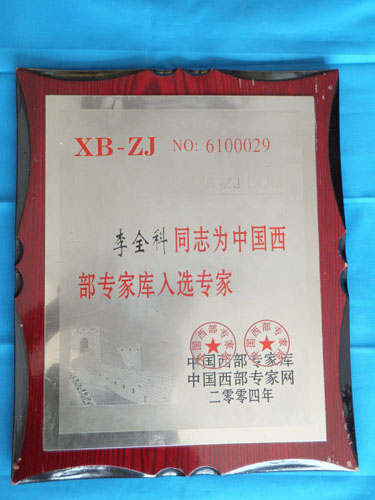 XB-ZJ NO: 6100029
李全科同志为中国西
部专家库入选专家
中国西部专家库
中国西部专家网
二零零四年